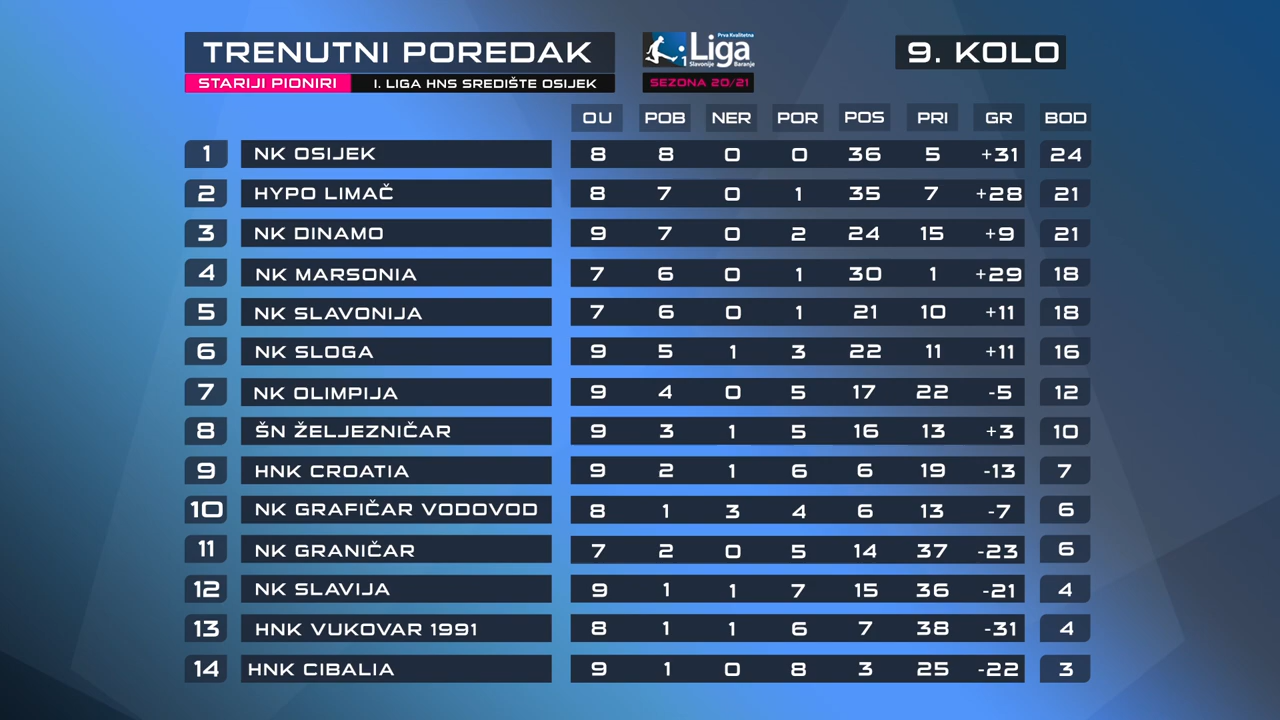 TRENUTNI POREDAK
STARIJI PIONIRI
I. LIGA HNS SREDIŠTE OSIJEK
Prva Kvalitetna
1 Liga
Slavonije Baranje
SEZONA 20/21
9. KOLO
OU POB NER POR POS PRI GR BOD
1 NK OSIJEK 8 8 0 0 36 5 +31 24
2 HYPO LIMAČ 8 7 0 1 35 7 +28 21
3 NK DINAMO 9 7 0 2 24 15 +9 21
4 NK MARSONIA 7 6 0 1 30 1 +29 18
5 NK SLAVONIJA 7 6 0 1 21 10 +11 18
6 NK SLOGA 9 5 1 3 22 11 +11 16
7 NK OLIMPIJA 9 4 0 5 17 22 -5 12
8 ŠN ŽELJEZNIČAR 9 3 1 5 16 13 +3 10
9 HNK CROATIA 9 2 1 6 6 19 -13 7
10 NK GRAFIČAR VODOVOD 8 1 3 4 6 13 -7 6
11 NK GRANIČAR 7 2 0 5 14 37 -23 6
12 NK SLAVIJA 9 1 1 7 15 36 -21 4
13 HNK VUKOVAR 1991 8 1 1 6 7 38 -31 4
14 HNK CIBALIA 9 1 0 8 3 25 -22 3